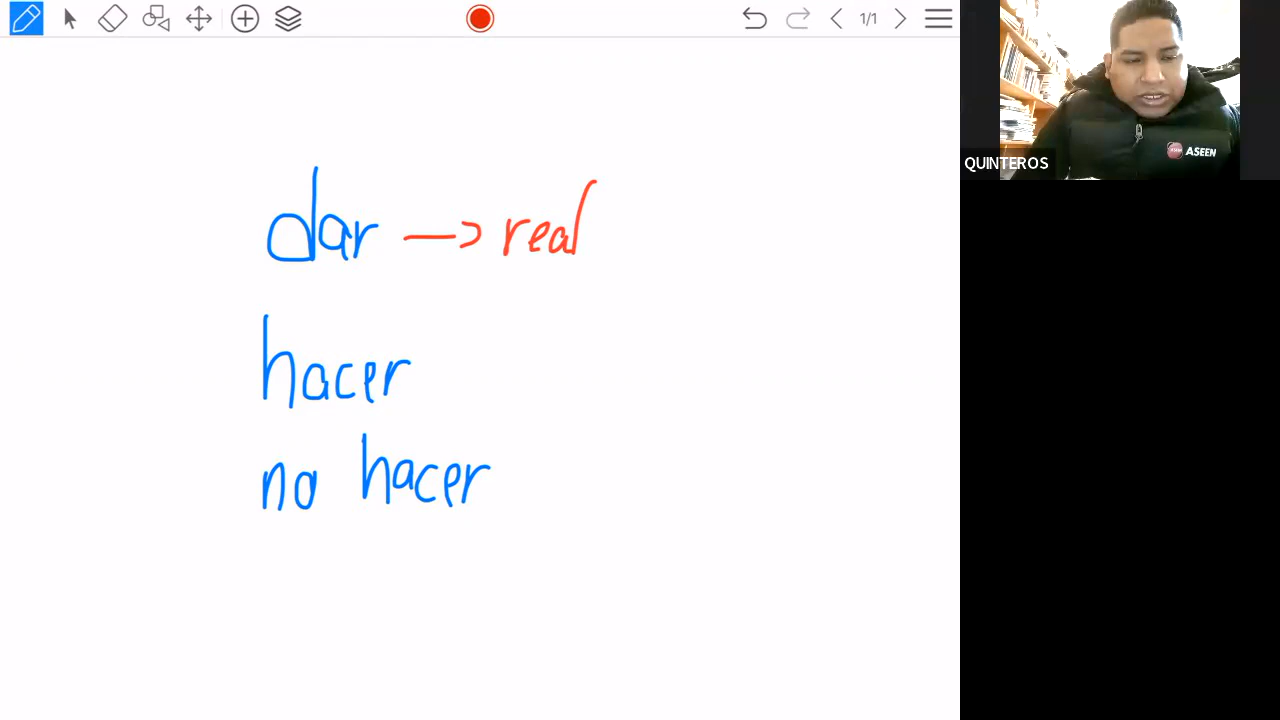 1/1
QUINTEROS
ASEEN
dar → real
hacer
no hacer